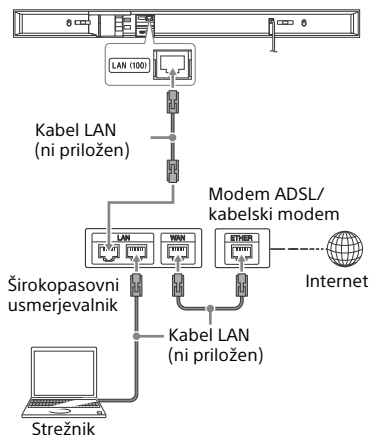 LAN (100)
Kabel LAN
(ni priložen)
Modem ADSL/
kabelski modem
LAN
WAN
ETHER
Širokopasovni
usmerjevalnik
Internet
Kabel LAN
(ni priložen)
Strežnik